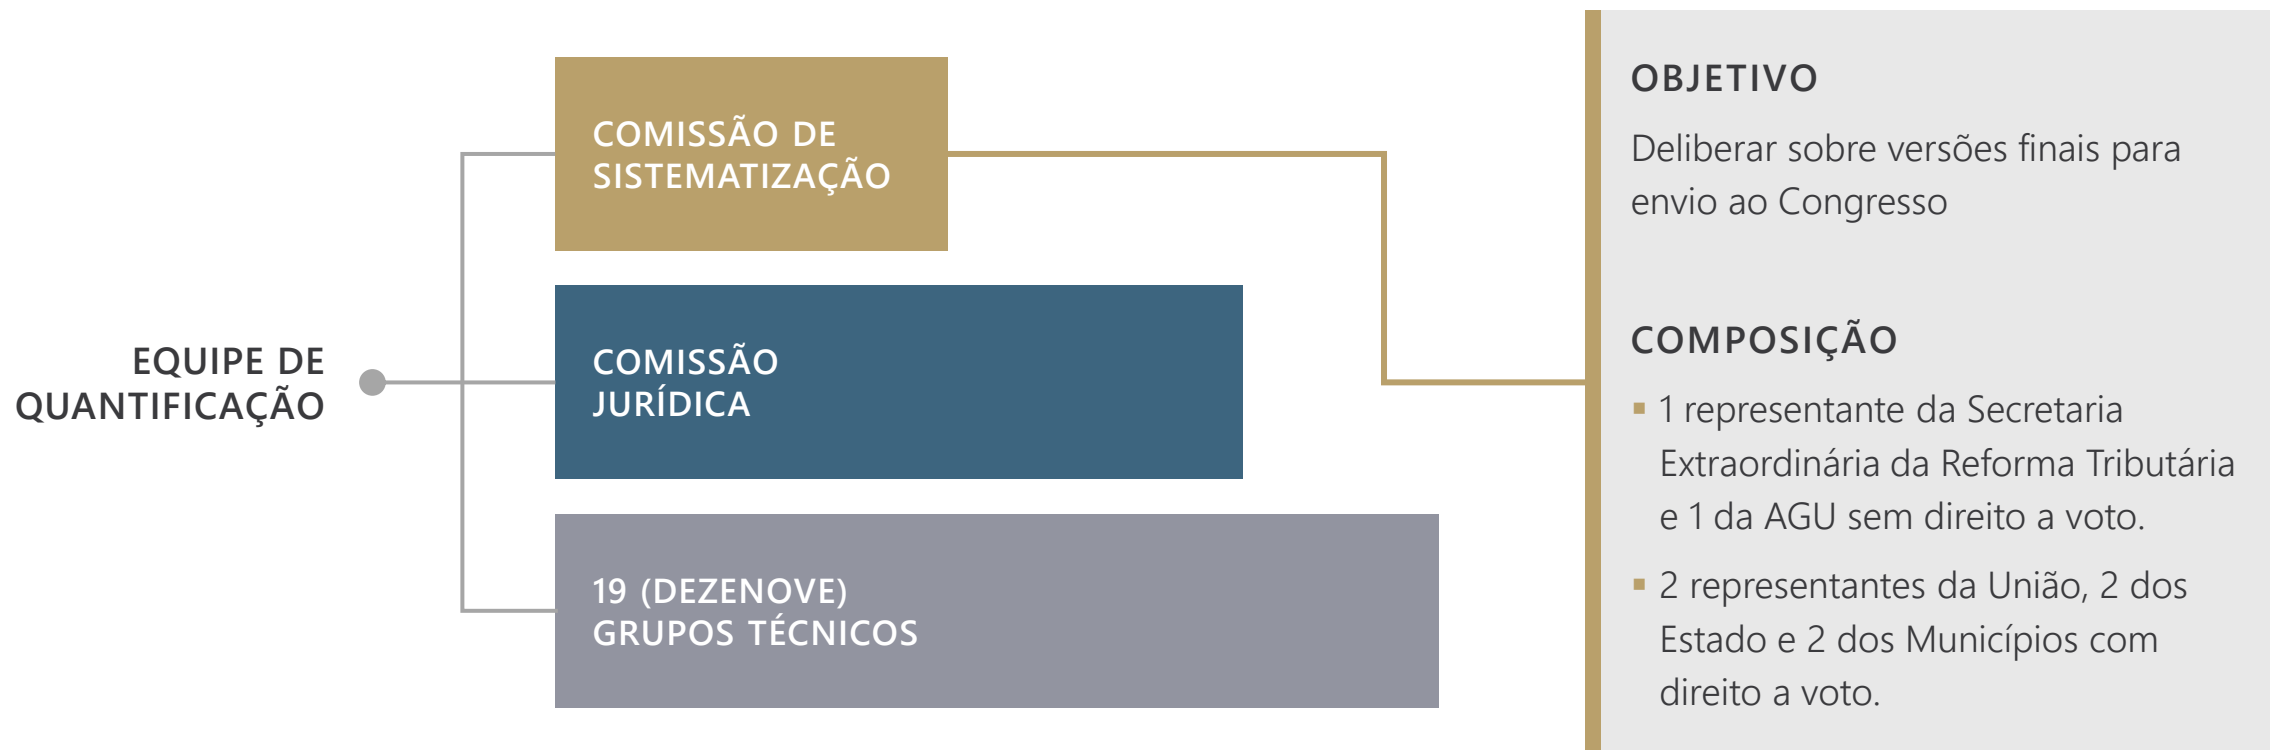 EQUIPE DE
QUANTIFICAÇÃO
COMISSÃO DE
SISTEMATIZAÇÃO
COMISSÃO
JURÍDICA
19 (DEZENOVE)
GRUPOS TÉCNICOS
OBJETIVO
Deliberar sobre versões finais para
envio ao Congresso
COMPOSIÇÃO
▪ 1 representante da Secretaria
Extraordinária da Reforma Tributária
e 1 da AGU sem direito a voto.
▪ 2 representantes da União, 2 dos
Estado e 2 dos Municípios com
direito a voto.